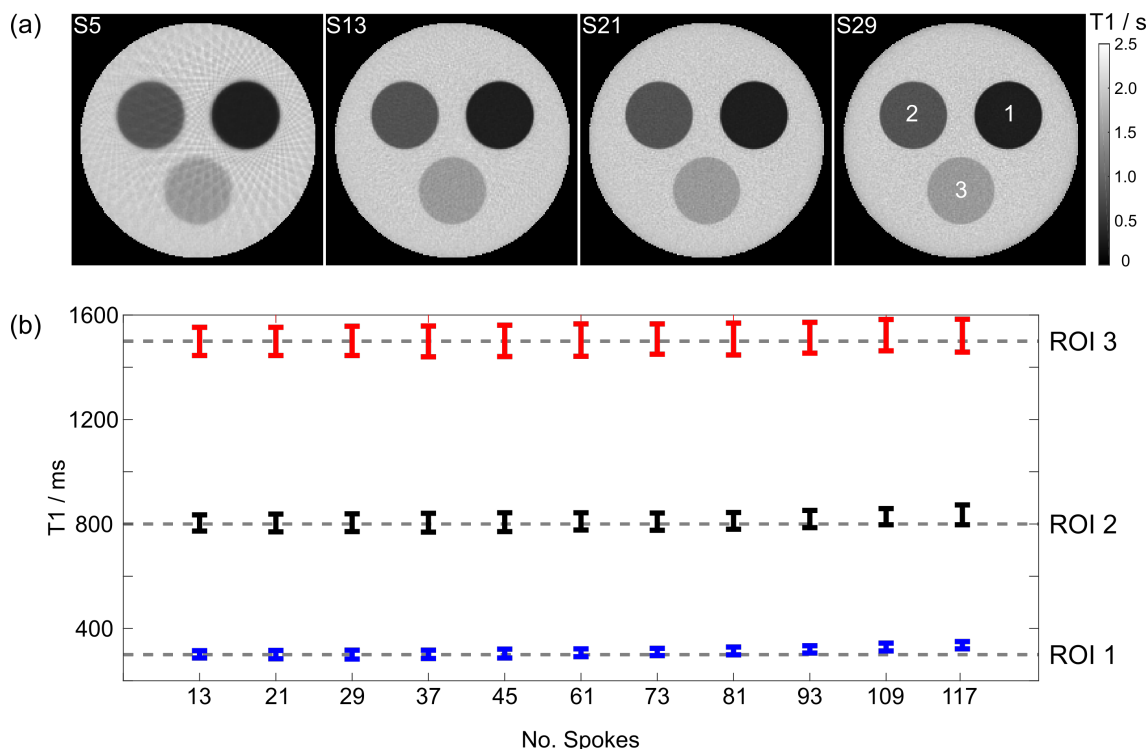 (a)
S5 S13 S21 S29 T1 / s
2.5
2.0
2 1
1.5
1.0
3
0.5
0
(b)
1600
ROI 3
1200
T1 / ms
800
ROI 2
400
ROI 1
13 21 29 37 45 61 73 81 93 109 117
No. Spokes